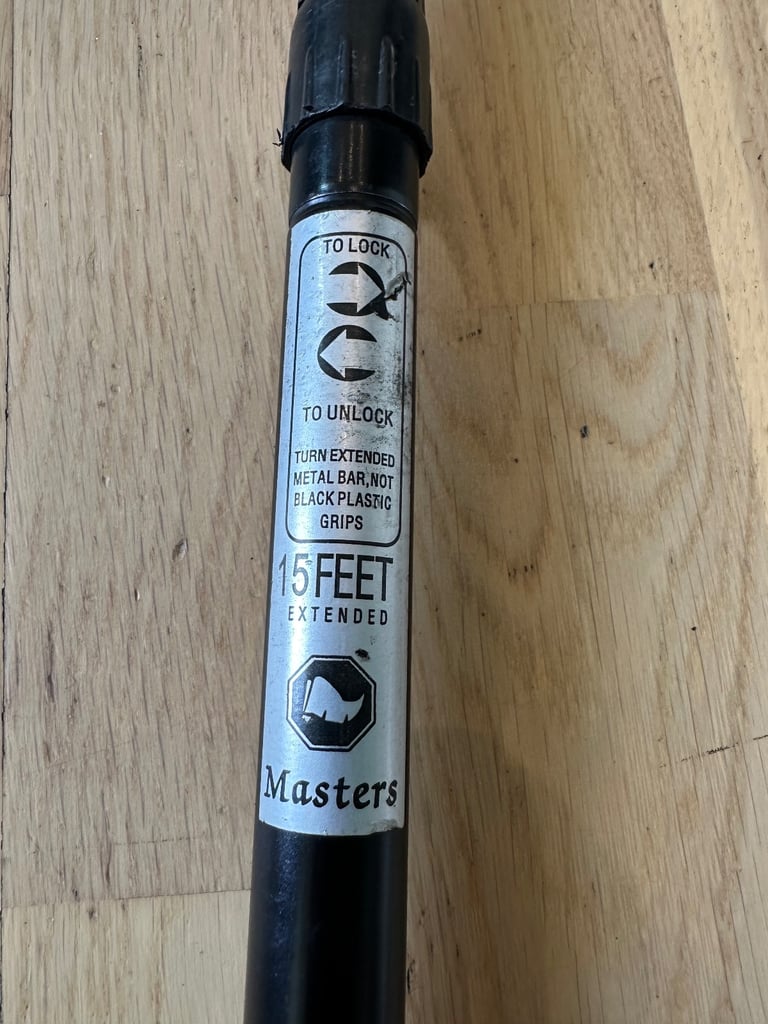 TO LOCK
TO UNLOCK
TURN EXTENDED
METAL BAR,NOT
BLACK PLASTIC
GRIPS
15 FEET
EXTENDED
Masters